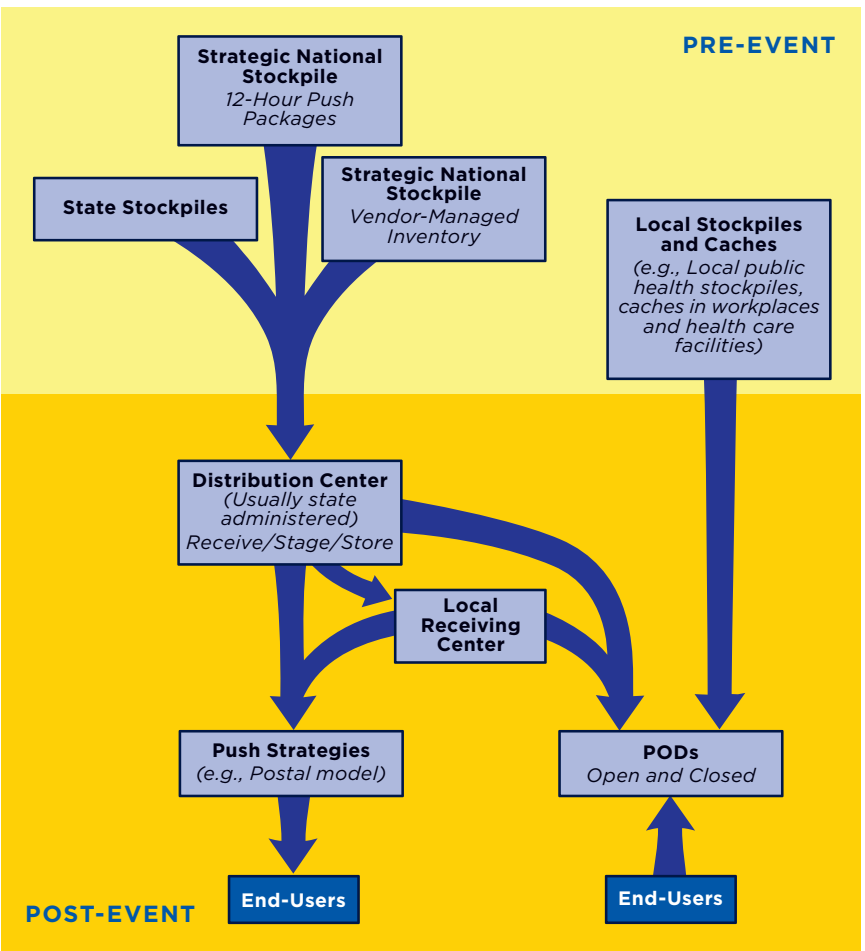 PRE-EVENT
Strategic National
Stockpile
12-Hour Push
Packages
State Stockpiles
Strategic National
Stockpile
Vendor-Managed
Inventory
Local Stockpiles
and Caches
(e.g., Local public
health stockpiles,
caches in workplaces
and health care
facilities)
Distribution Center
(Usually state
administered)
Receive/Stage/Store
Local
Receiving
Center
Push Strategies
(e.g., Postal model)
PODs
Open and Closed
End-Users
End-Users
POST-EVENT